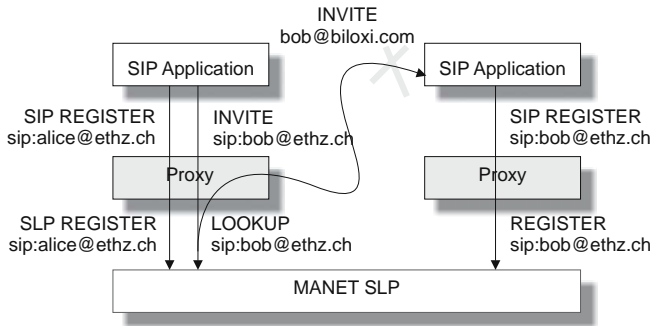 INVITE
bob@biloxi.com
SIP Application
SIP Application
SIP REGISTER
sip:alice@ethz.ch
INVITE
sip:bob@ethz.ch
SIP REGISTER
sip:bob@ethz.ch
Proxy
Proxy
SLP REGISTER
sip:alice@ethz.ch
LOOKUP
sip:bob@ethz.ch
REGISTER
sip:bob@ethz.ch
MANET SLP